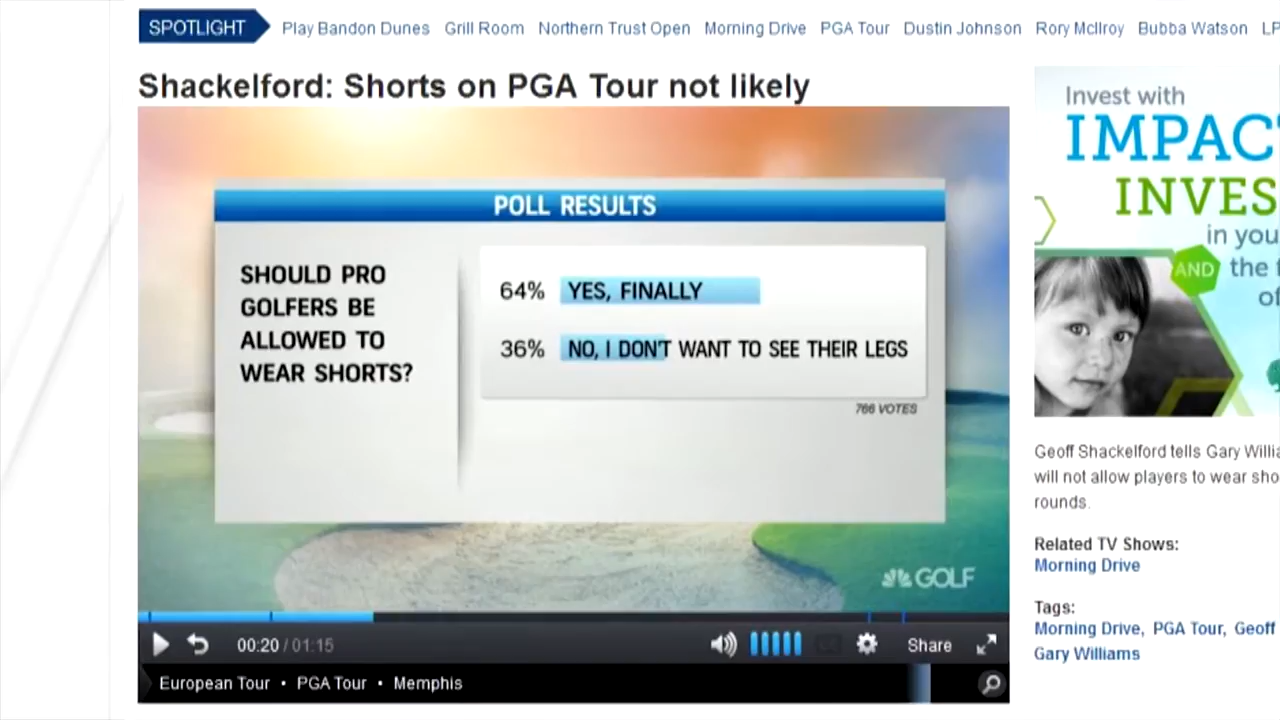 SPOTLIGHT Play Bandon Dunes Grill Room Northern Trust Open Morning Drive PGA Tour Dustin Johnson Rory McIlroy Bubba Watson
Shackelford: Shorts on PGA Tour not likely
POLL RESULTS
SHOULD PRO
GOLFERS BE
ALLOWED TO
WEAR SHORTS?
64% YES, FINALLY
36% NO, I DON'T WANT TO SEE THEIR LEGS
766 VOTES
GOLF
00:20 / 01:15
Share
European Tour • PGA Tour • Memphis
Invest with
IMPACT
INVES
in you
AND the f
of
Geoff Shackelford tells Gary Willia
will not allow players to wear sho
rounds.
Related TV Shows:
Morning Drive
Tags:
Morning Drive, PGA Tour, Geoff
Gary Williams